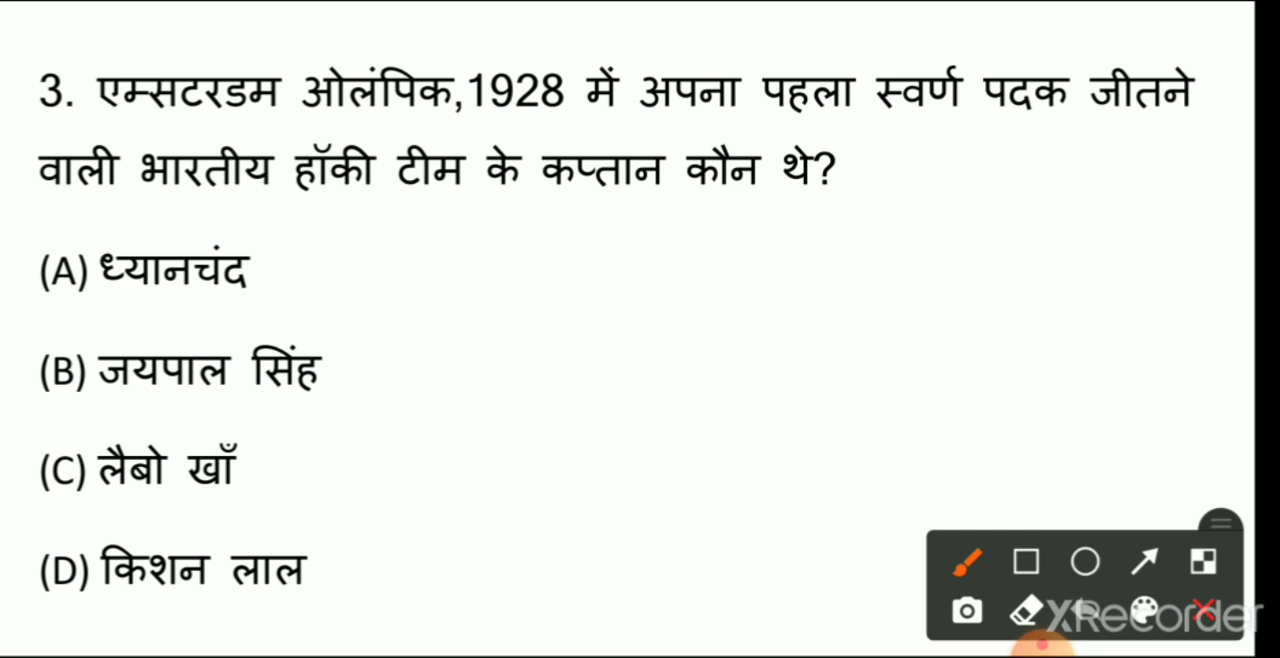 3. एम्सटरडम ओलंपिक,1928 में अपना पहला स्वर्ण पदक जीतने
वाली भारतीय हॉकी टीम के कप्तान कौन थे?
(A) ध्यानचंद
(B) जयपाल सिंह
(C) लैबो खाँ
(D) किशन लाल
XRecorder